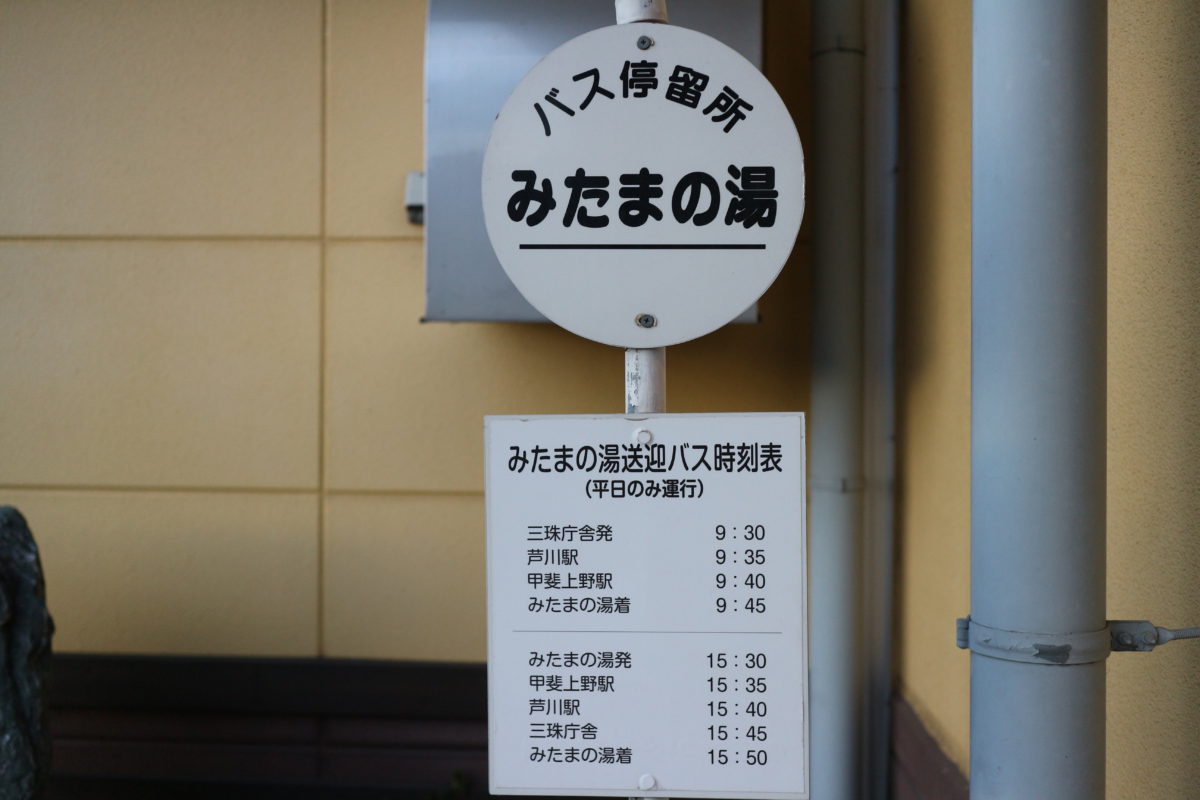 バス停留所
みたまの湯
みたまの湯送迎バス時刻表
（平日のみ運行）
三珠庁舎発 9：30
芦川駅 9：35
甲斐上野駅 9：40
みたまの湯着 9：45
みたまの湯発 15：30
甲斐上野駅 15：35
芦川駅 15：40
三珠庁舎 15：45
みたまの湯着 15：50